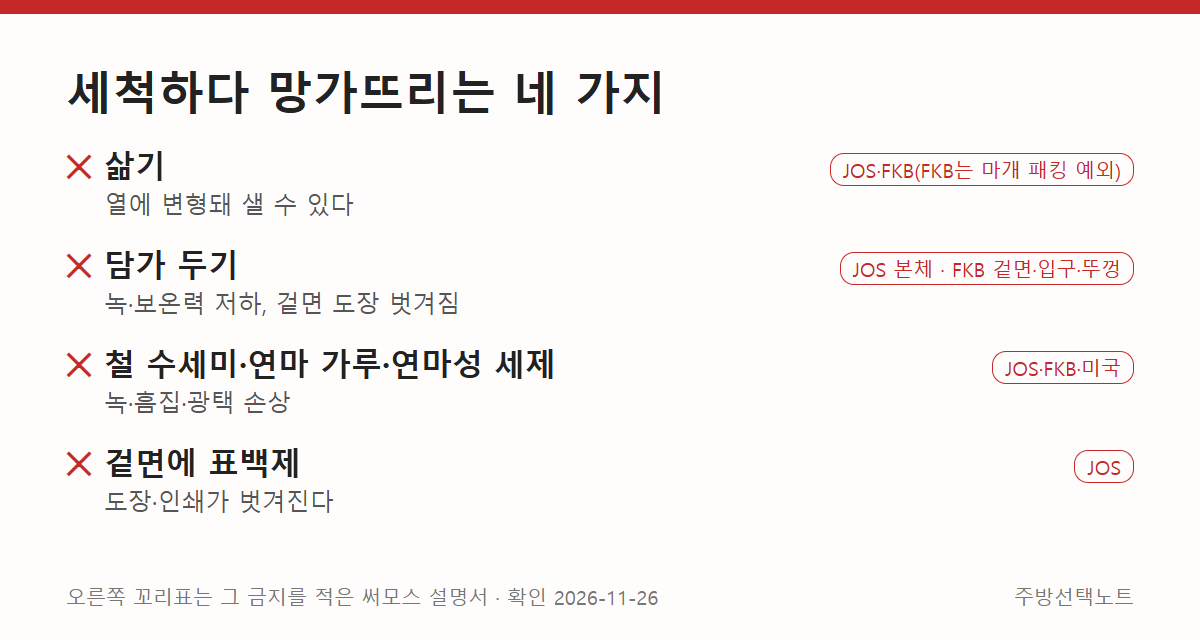 세척하다 망가뜨리는 네 가지
삶기
JOS·FKB(FKB는 마개 패킹 예외)
열에 변형돼 샐 수 있다
담가 두기
JOS 본체 · FKB 겉면·입구·뚜껑
녹·보온력 저하, 겉면 도장 벗겨짐
철 수세미·연마 가루·연마성 세제
JOS·FKB·미국
녹·흠집·광택 손상
겉면에 표백제
JOS
도장·인쇄가 벗겨진다
오른쪽 꼬리표는 그 금지를 적은 써모스 설명서 · 확인 2026-11-26
주방선택노트